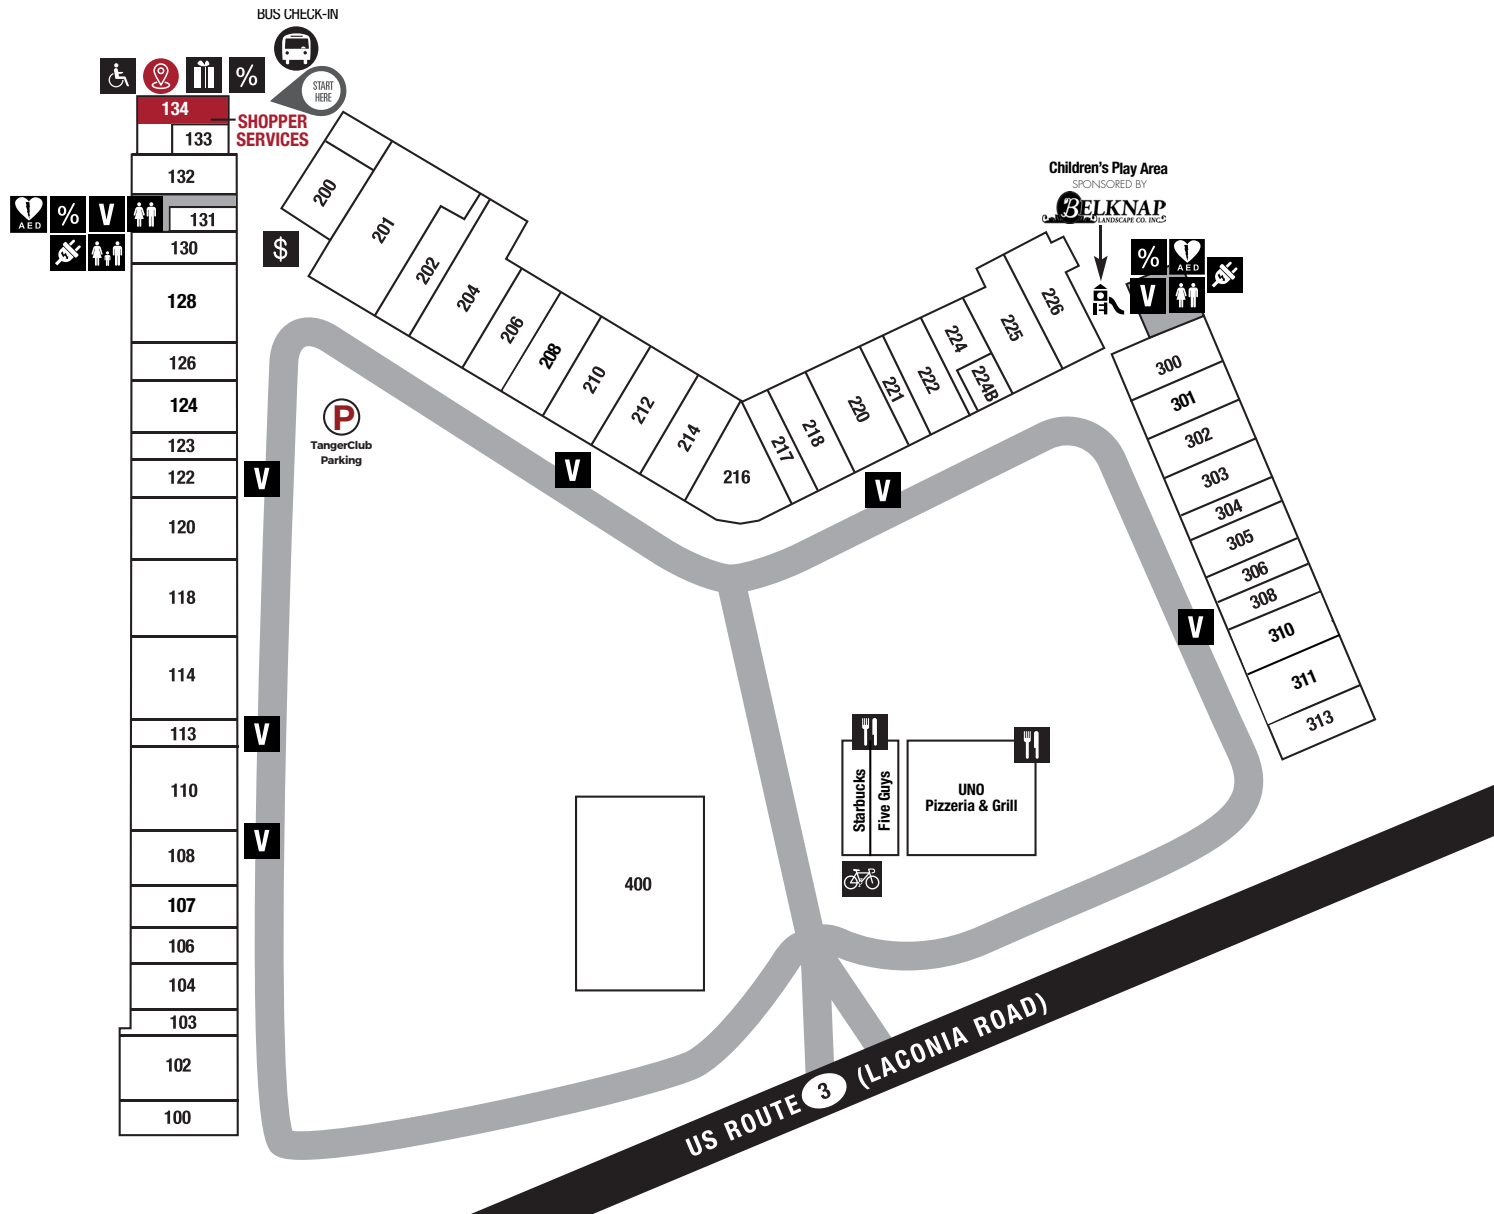 BUS CHECK-IN
START
HERE
%
134
SHOPPER
SERVICES
133
132
AED
%
V
131
130
128
126
124
123
122
120
118
114
113
110
108
107
106
104
103
102
100
V
V
V
$
P
TangerClub
Parking
200
201
202
204
206
208
210
212
214
216
217
218
220
221
222
224
224B
225
226
V
V
Children's Play Area
SPONSORED BY
BELKNAP
LANDSCAPE CO. INC.
%
AED
V
300
301
302
303
304
305
306
308
310
311
313
V
Starbucks
Five Guys
UNO
Pizzeria & Grill
400
US ROUTE 3 (LACONIA ROAD)